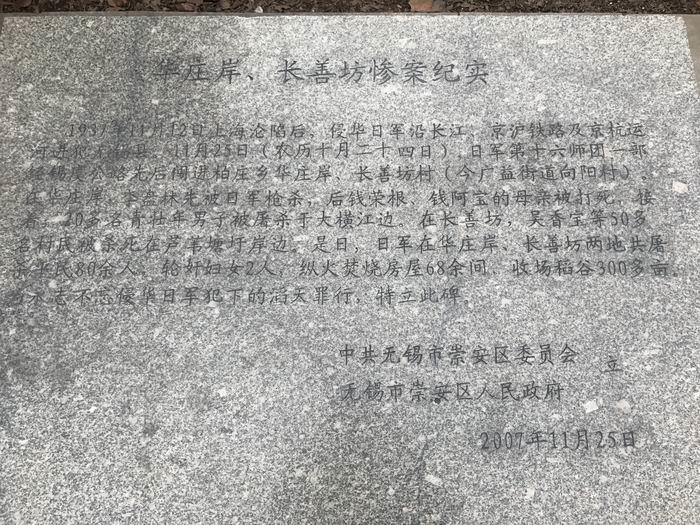 华庄岸、长善坊惨案纪实
1937年11月12日上海沦陷后，侵华日军沿长江、京沪铁路及京杭运
河进犯无锡县。11月25日（农历十月二十四日），日军第十六师团一部
经锡虞公路先后闯进柏庄乡华庄岸、长善坊村（今广益街道向阳村）。
在华庄岸，李盘林先被日军枪杀，后钱荣根、钱阿宝的母亲被打死，接
着，10多名青壮年男子被屠杀于大横江边。在长善坊，吴香宝等50多
名村民被杀死在芦苇塘圩岸边。是日，日军在华庄岸、长善坊两地共屠
杀平民80余人，轮奸妇女2人，纵火焚烧房屋68余间，收场稻谷300多亩。
永志不忘侵华日军犯下的滔天罪行，特立此碑。
中共无锡市崇安区委员会
立
无锡市崇安区人民政府
2007年11月25日